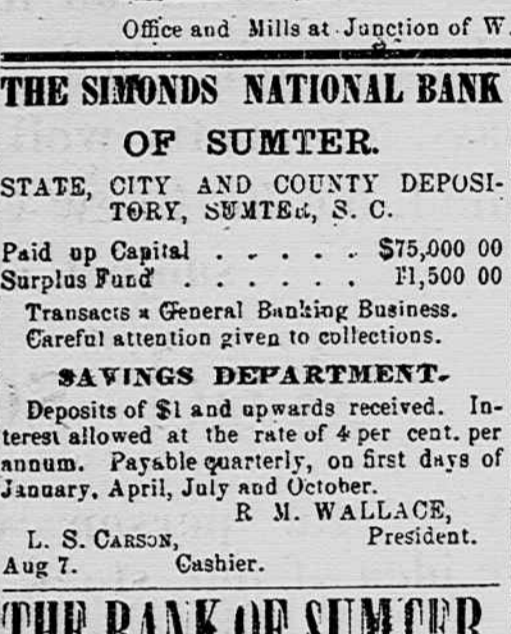 Office and Mills at Junction of W.
THE SIMONDS NATIONAL BANK
OF SUMTER.
STATE, CITY AND COUNTY DEPOSI-
TORY, SUMTER, S. C.
Paid up Capital . . . . . $75,000 00
Surplus Fund . . . . . . 11,500 00
Transacts a General Banking Business.
Careful attention given to collections.
SAVINGS DEPARTMENT.
Deposits of $1 and upwards received. In-
terest allowed at the rate of 4 per cent. per
annum. Payable quarterly, on first days of
January, April, July and October.
R M. WALLACE,
L. S. CARSON, President.
Aug 7. Cashier.
THE BANK OF SUMTER